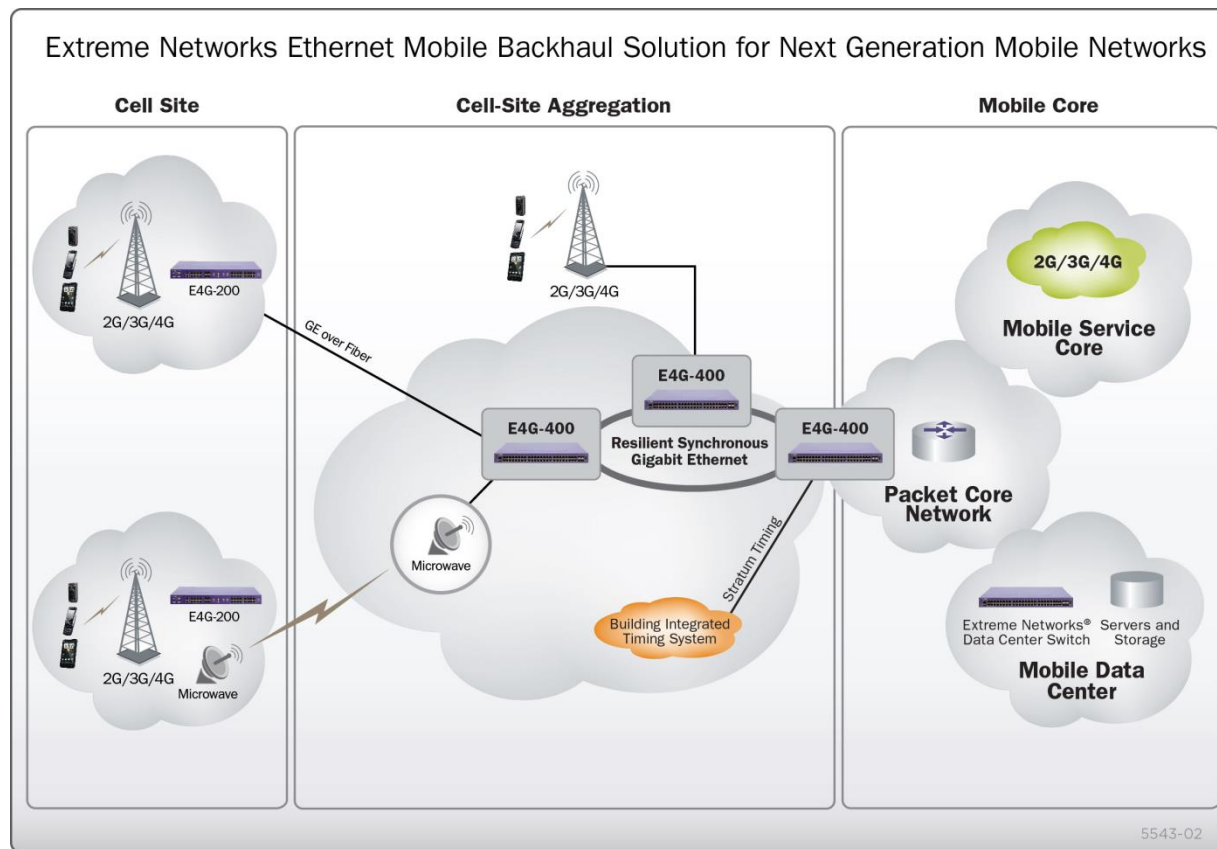 Extreme Networks Ethernet Mobile Backhaul Solution for Next Generation Mobile Networks
Cell Site
Cell-Site Aggregation
Mobile Core
E4G-200
2G/3G/4G
GE over Fiber
E4G-200
2G/3G/4G
Microwave
2G/3G/4G
E4G-400
E4G-400
Resilient Synchronous
Gigabit Ethernet
E4G-400
Microwave
Stratum Timing
Building Integrated
Timing System
2G/3G/4G
Mobile Service
Core
Packet Core
Network
Extreme Networks®
Data Center Switch
Servers and
Storage
Mobile Data
Center
5543-02